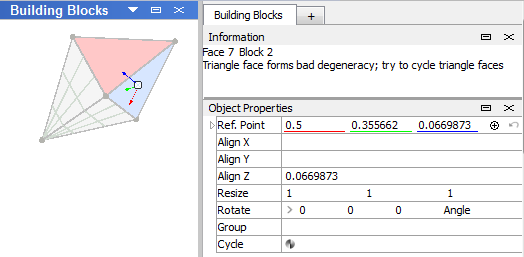 Building Blocks
Building Blocks
+
Information
Face 7 Block 2
Triangle face forms bad degeneracy; try to cycle triangle faces
Object Properties
Ref. Point 0.5 0.355662 0.0669873
Align X
Align Y
Align Z 0.0669873
Resize 1 1 1
Rotate 0 0 0 Angle
Group
Cycle